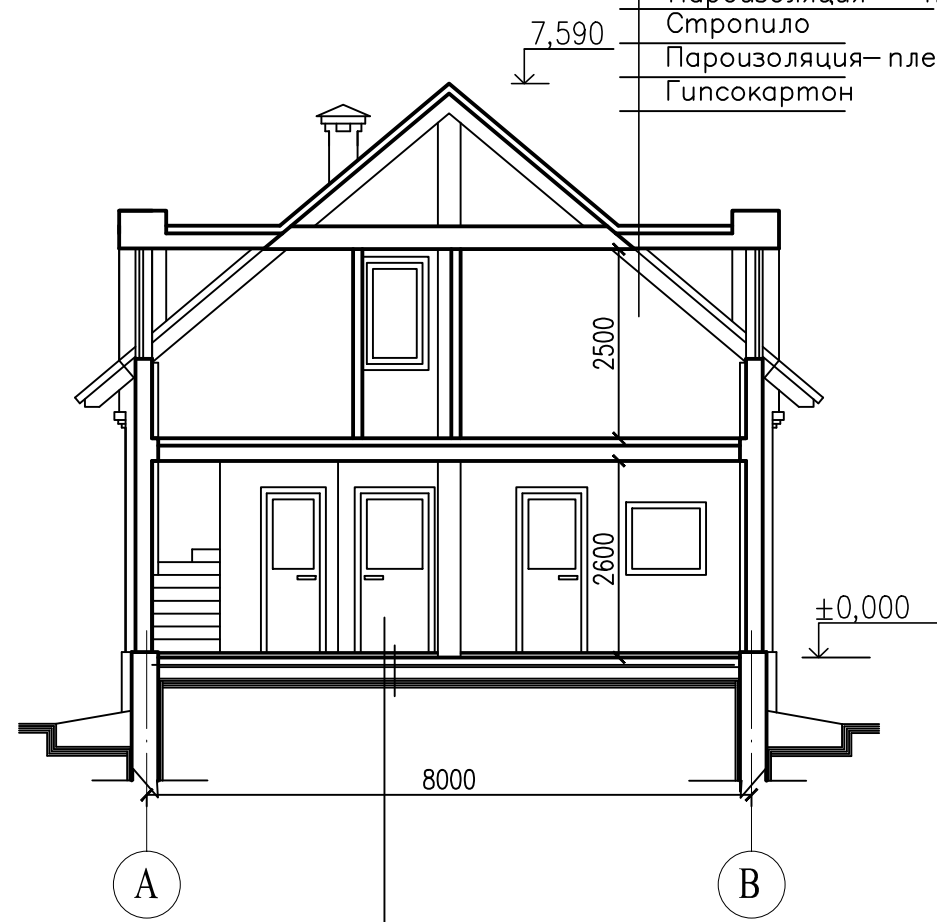 Стропило
7,590
Пароизоляция—пле
Гипсокартон
2500
2600
±0,000
8000
А
В